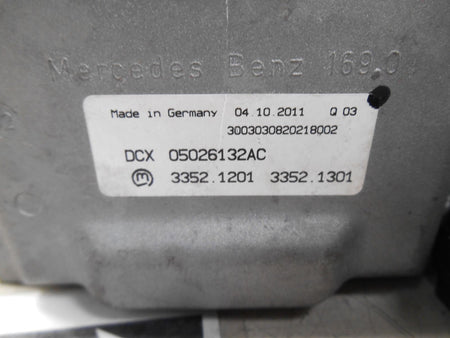 Mercedes Benz 169.0
Made in Germany 04.10.2011 Q 03
3003030820218002
DCX 05026132AC
3352.1201 3352.1301